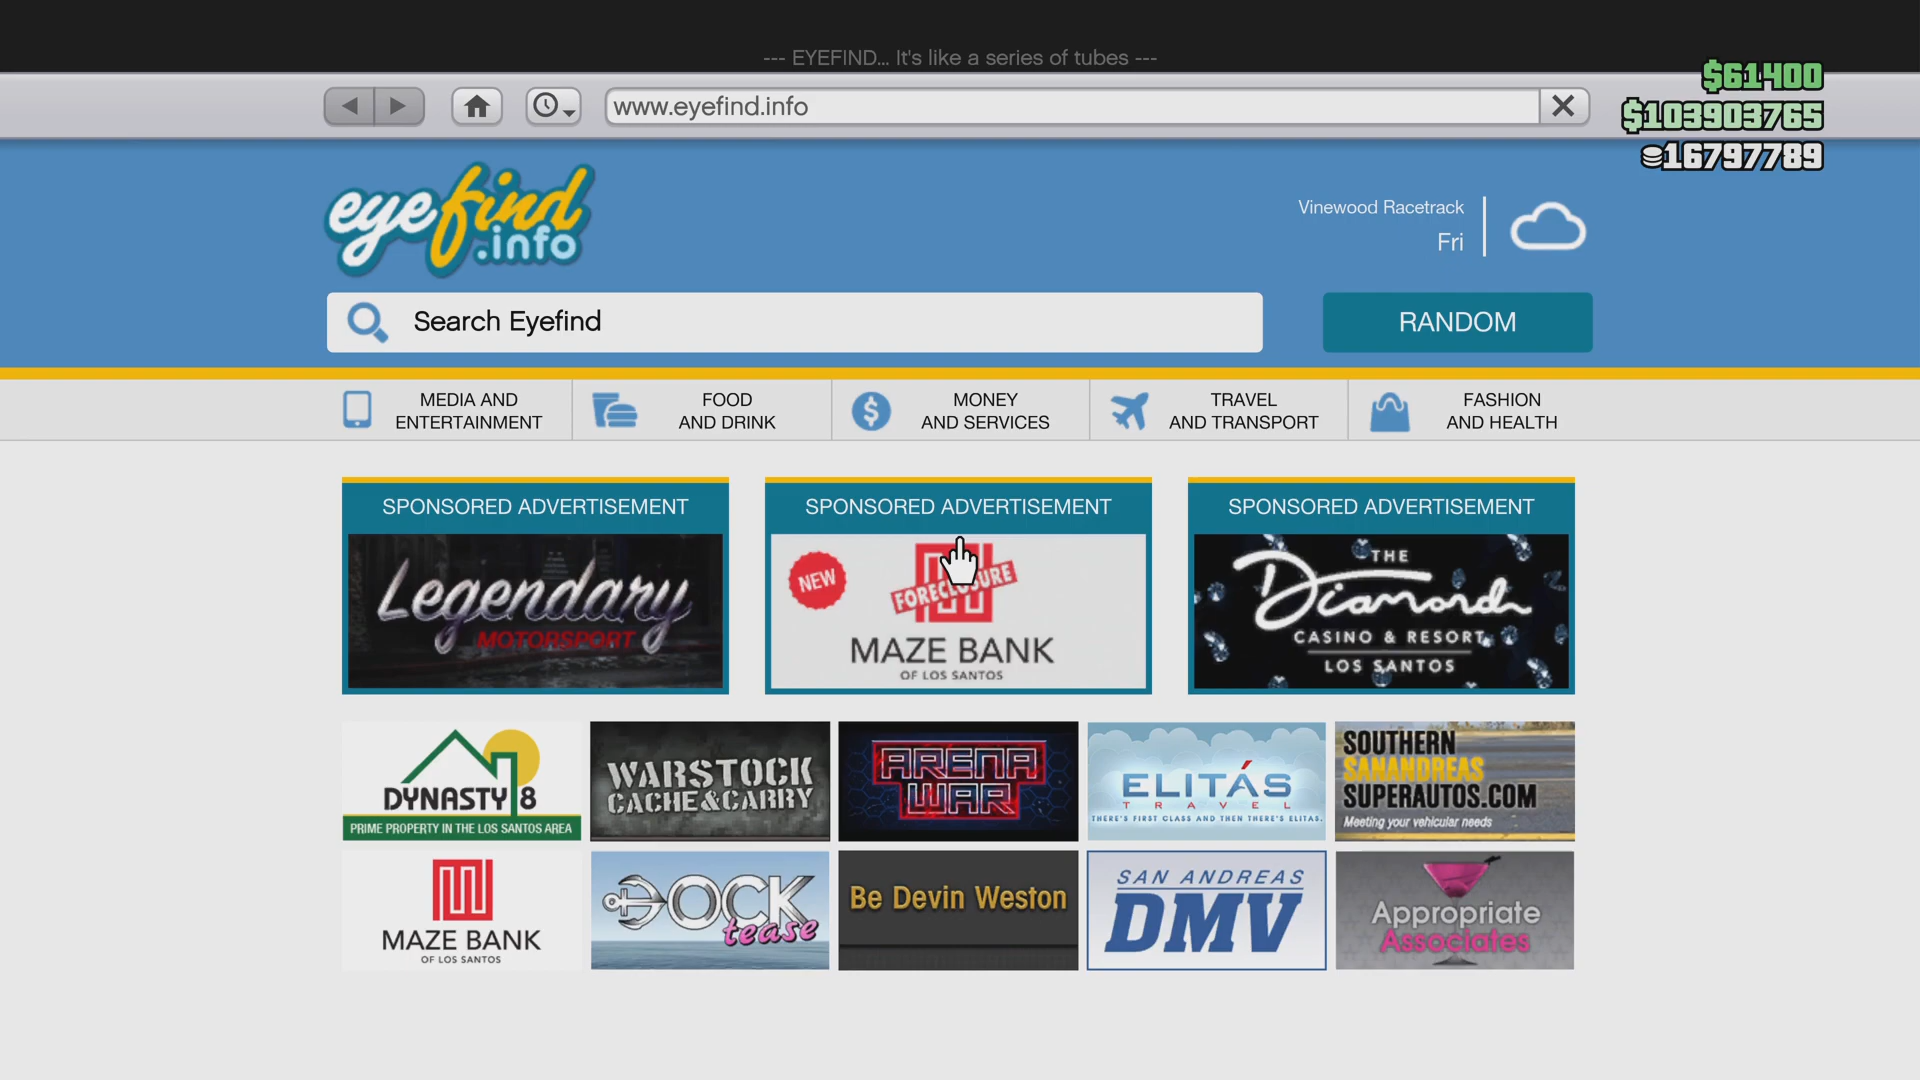 --- EYEFIND... It's like a series of tubes ---
www.eyefind.info
$61400
$103903765
16797789
eyefind
.info
Vinewood Racetrack
Fri
Search Eyefind
RANDOM
MEDIA AND
ENTERTAINMENT
FOOD
AND DRINK
MONEY
AND SERVICES
TRAVEL
AND TRANSPORT
FASHION
AND HEALTH
SPONSORED ADVERTISEMENT
Legendary
MOTORSPORT
SPONSORED ADVERTISEMENT
NEW
FORECLOSURE
MAZE BANK
OF LOS SANTOS
SPONSORED ADVERTISEMENT
THE
Diamond
CASINO & RESORT
LOS SANTOS
DYNASTY 8
PRIME PROPERTY IN THE LOS SANTOS AREA
WARSTOCK
CACHE&CARRY
ARENA
WAR
ELITÁS
TRAVEL
THERE'S FIRST CLASS AND THEN THERE'S ELITAS.
SOUTHERN
SANANDREAS
SUPERAUTOS.COM
Meeting your vehicular needs
MAZE BANK
OF LOS SANTOS
DOCK
tease
Be Devin Weston
SAN ANDREAS
DMV
Appropriate
Associates